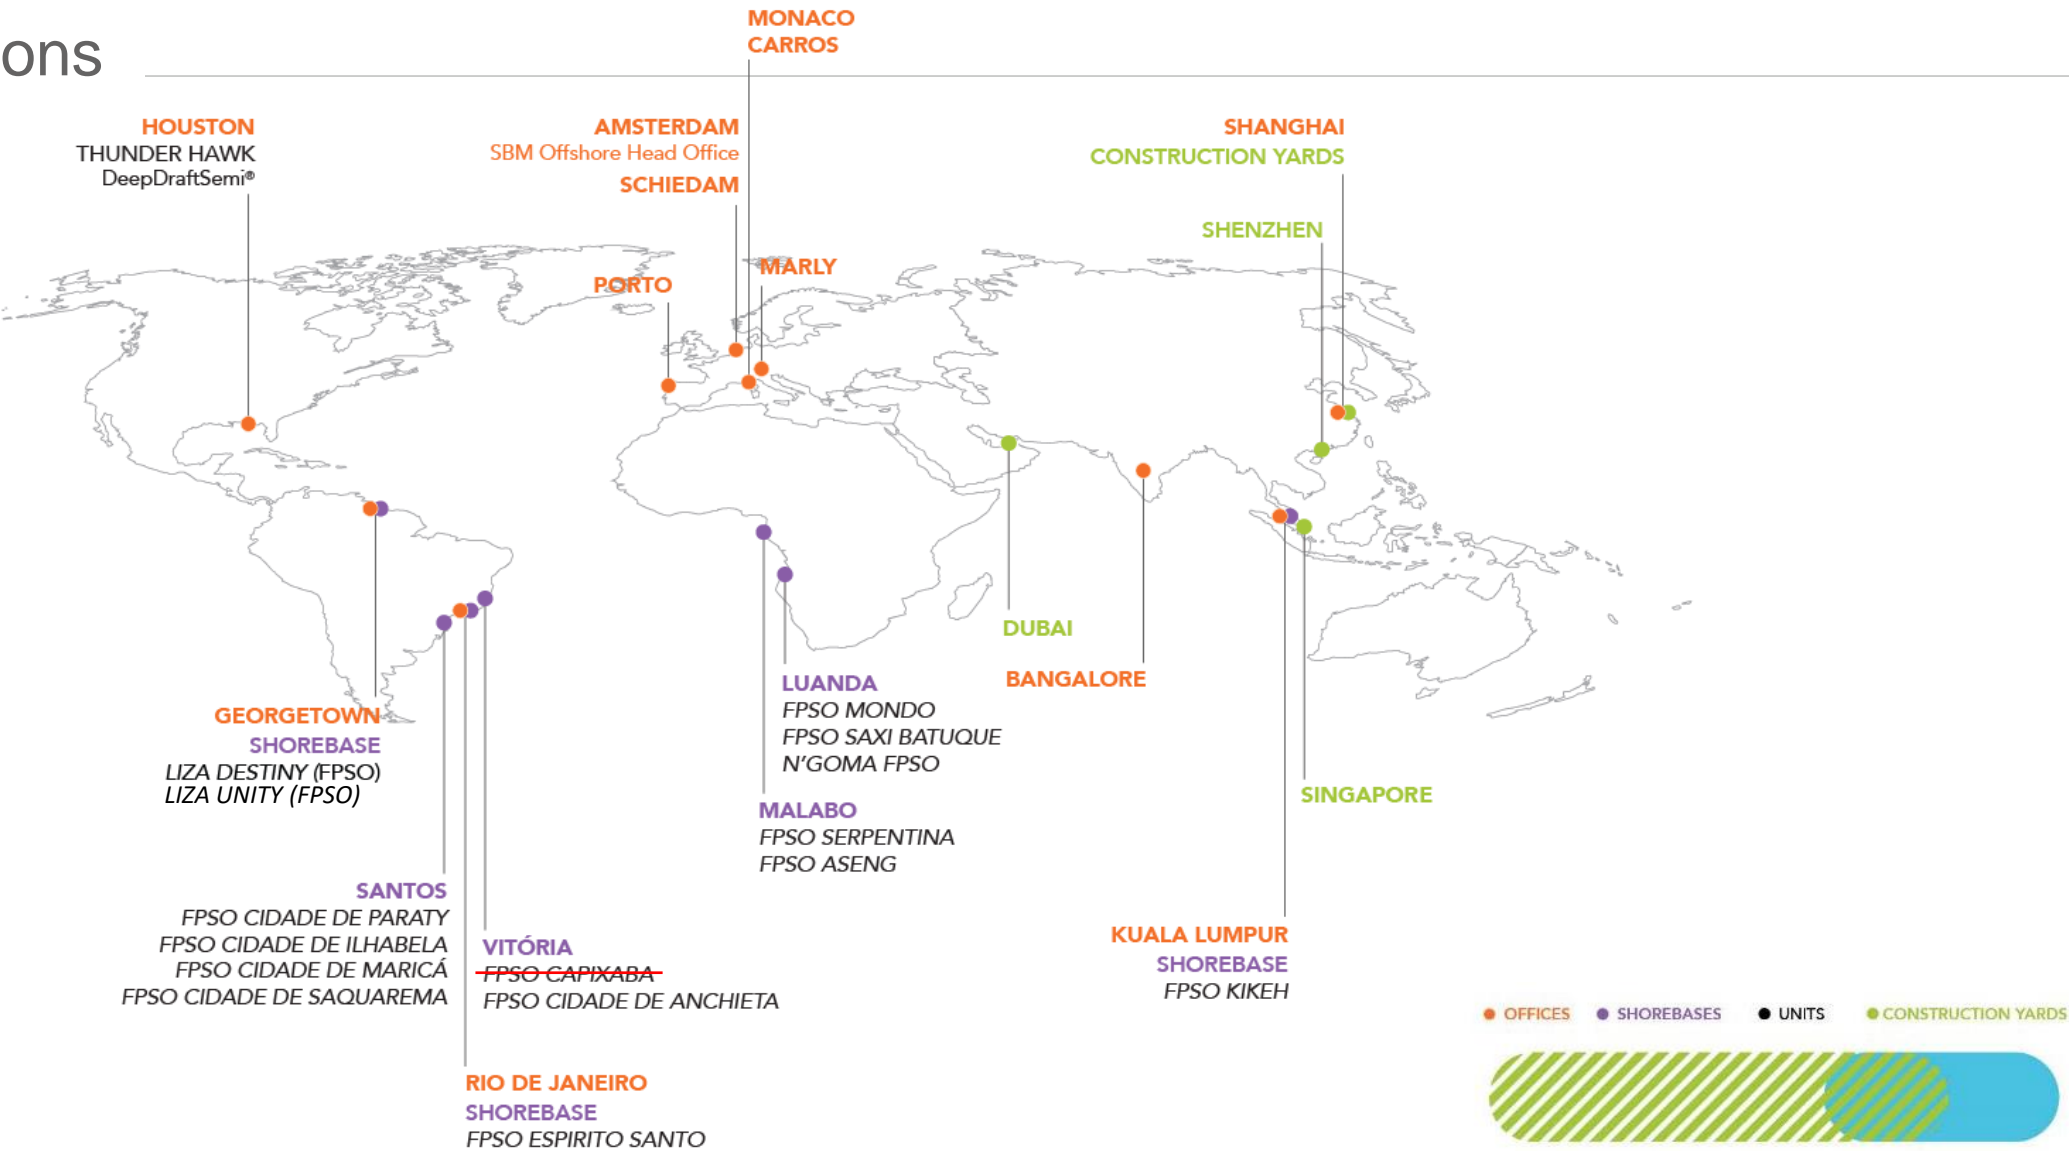 ons
MONACO
CARROS
HOUSTON
THUNDER HAWK
DeepDraftSemi®
AMSTERDAM
SBM Offshore Head Office
SCHIEDAM
SHANGHAI
CONSTRUCTION YARDS
SHENZHEN
MARLY
PORTO
DUBAI
BANGALORE
LUANDA
FPSO MONDO
FPSO SAXI BATUQUE
N'GOMA FPSO
GEORGETOWN
SHOREBASE
LIZA DESTINY (FPSO)
LIZA UNITY (FPSO)
MALABO
FPSO SERPENTINA
FPSO ASENG
SINGAPORE
SANTOS
FPSO CIDADE DE PARATY
FPSO CIDADE DE ILHABELA
FPSO CIDADE DE MARICÁ
FPSO CIDADE DE SAQUAREMA
VITÓRIA
FPSO CAPIXABA
FPSO CIDADE DE ANCHIETA
KUALA LUMPUR
SHOREBASE
FPSO KIKEH
RIO DE JANEIRO
SHOREBASE
FPSO ESPIRITO SANTO
OFFICES
SHOREBASES
UNITS
CONSTRUCTION YARDS